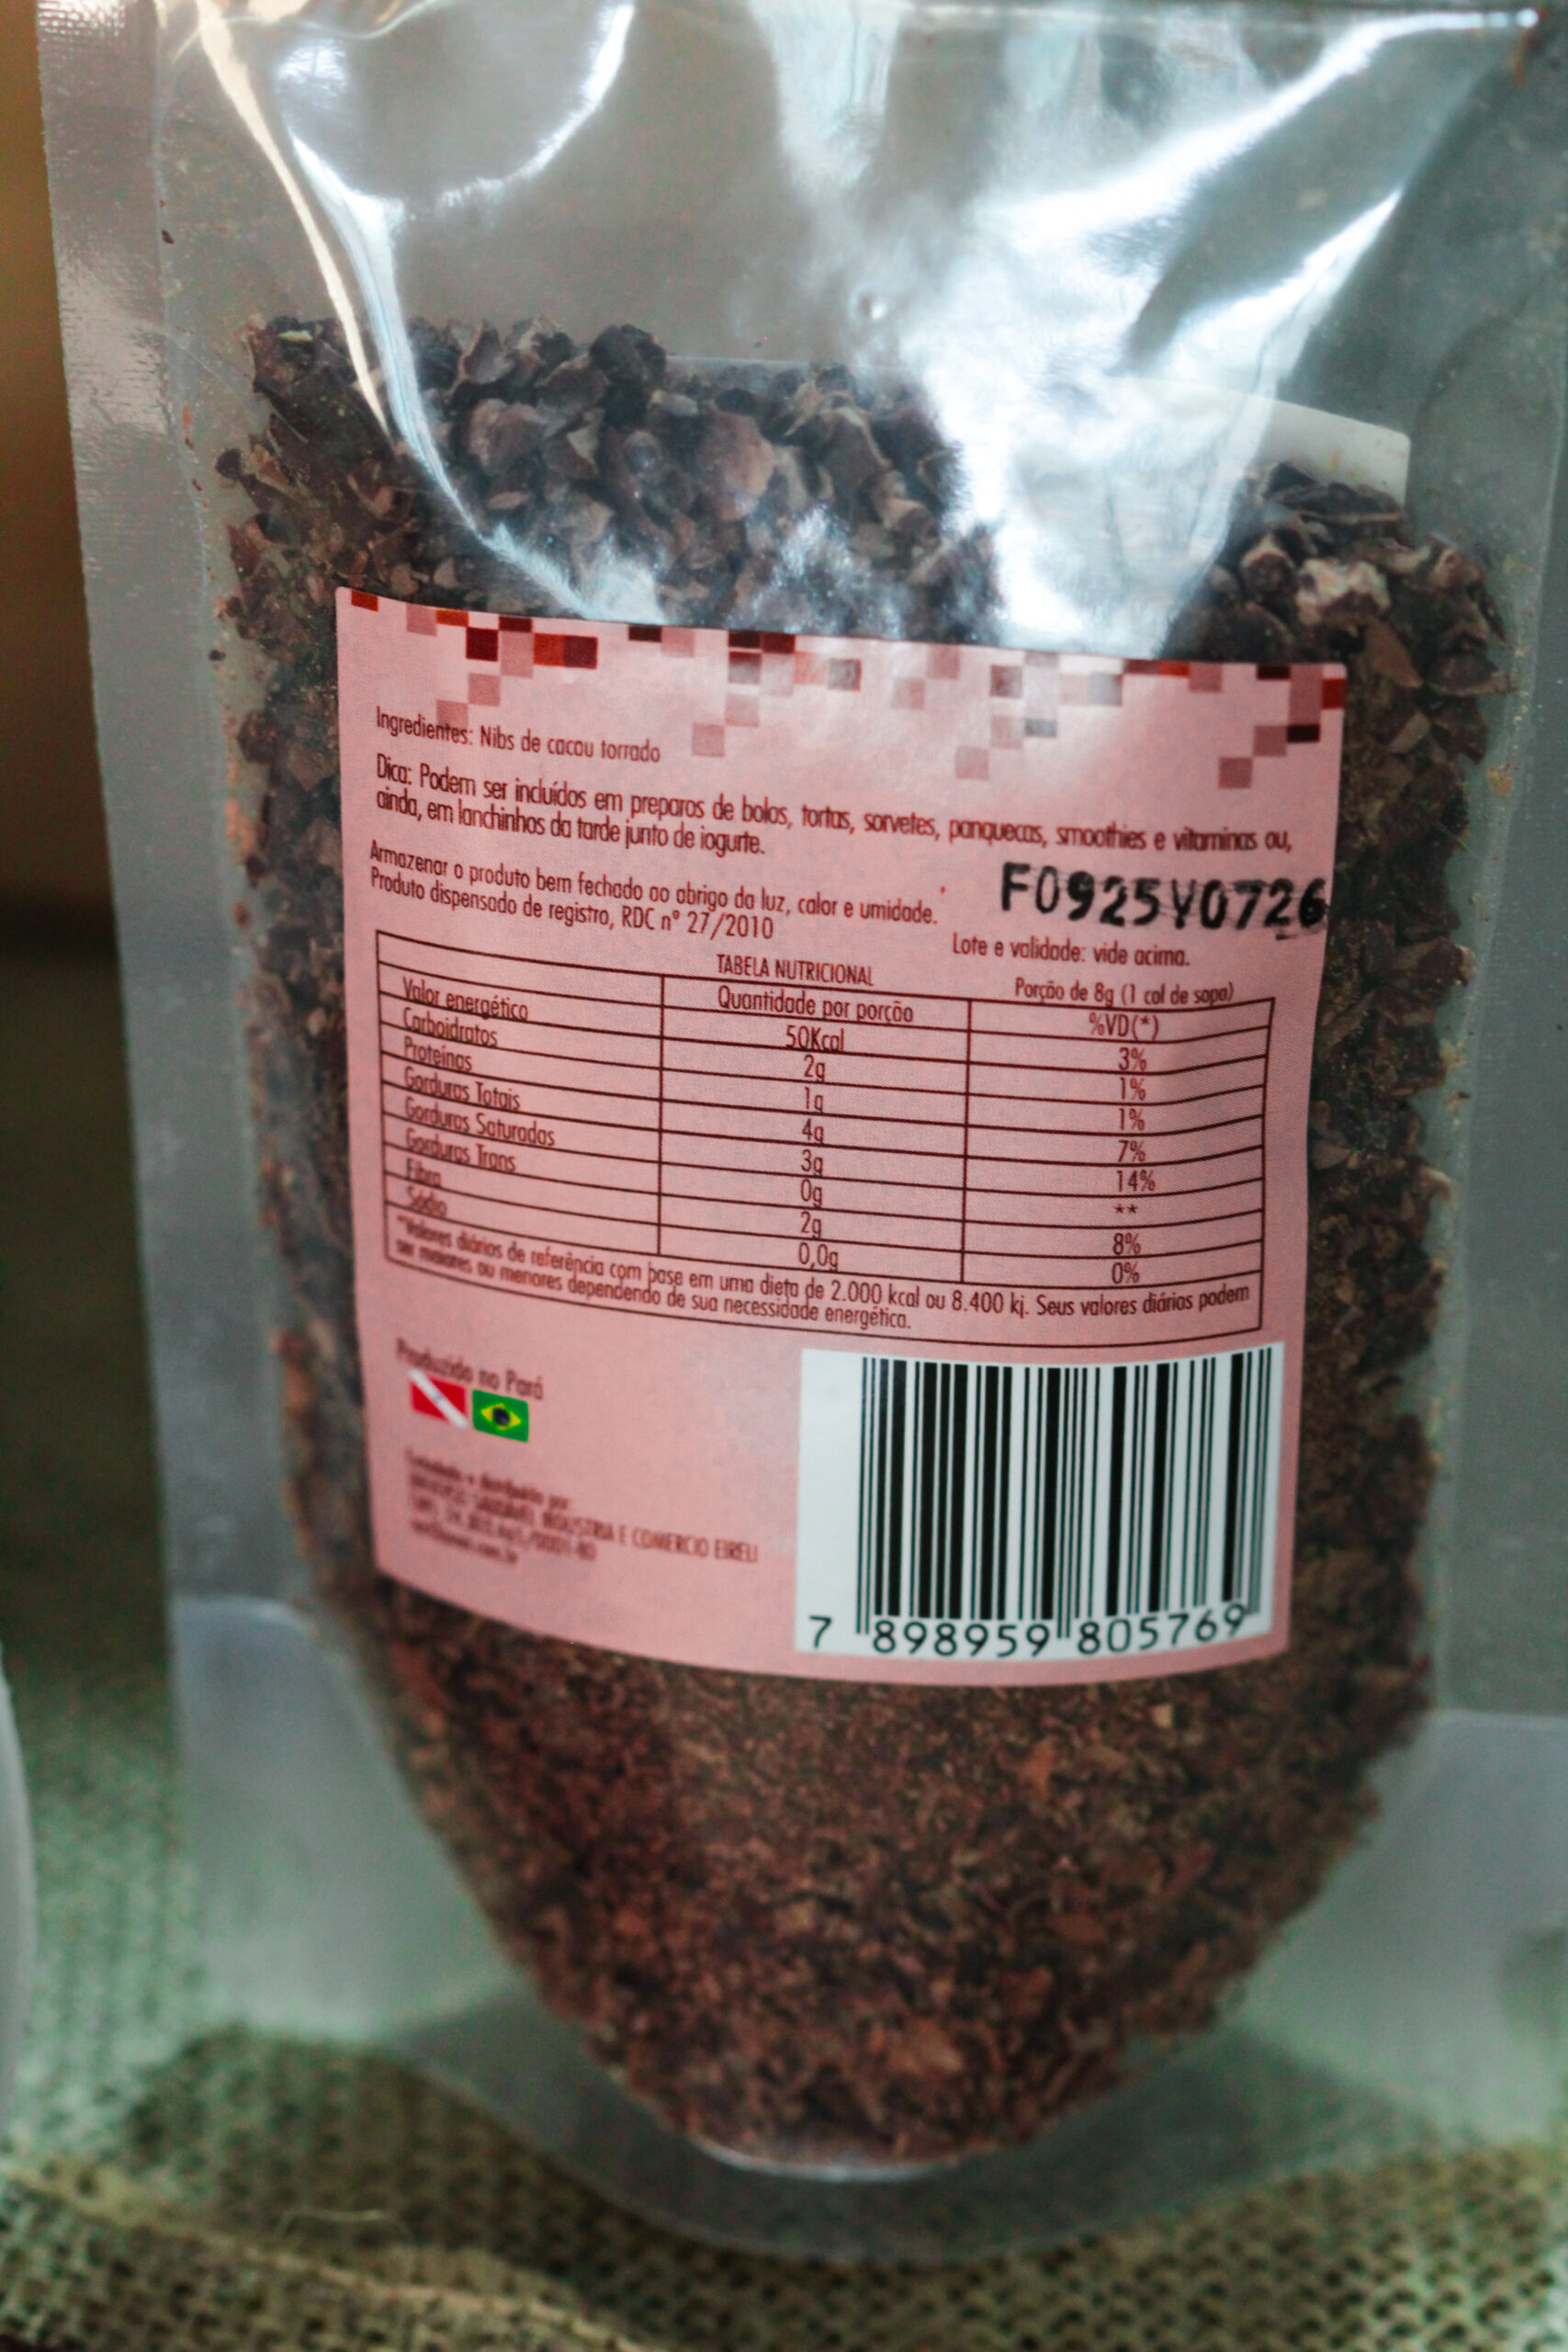 Ingredientes: Nibs de cacau torrado
Dica: Podem ser incluídos em preparos de bolos, tortas, sorvetes, panquecas, smoothies e vitaminas ou,
ainda, em lanchinhos da tarde junto de iogurte.
Armazenar o produto bem fechado ao abrigo da luz, calor e umidade.
Produto dispensado de registro, RDC nº 27/2010
F0925V0726
Lote e validade: vide acima.
TABELA NUTRICIONAL
Porção de 8g (1 col de sopa)
Quantidade por porção %VD(*)
Valor energético 50Kcal 3%
Carboidratos 2g 1%
Proteínas 1g 1%
Gorduras Totais 4g 7%
Gorduras Saturadas 3g 14%
Gorduras Trans 0g **
Fibra 2g 8%
Sódio 0,0g 0%
*Valores diários de referência com base em uma dieta de 2.000 kcal ou 8.400 kj. Seus valores diários podem
ser maiores ou menores dependendo de sua necessidade energética.
Produzido no Pará
distribuído por
INDUSTRIA E COMERCIO EIRELI
7 898959 805769